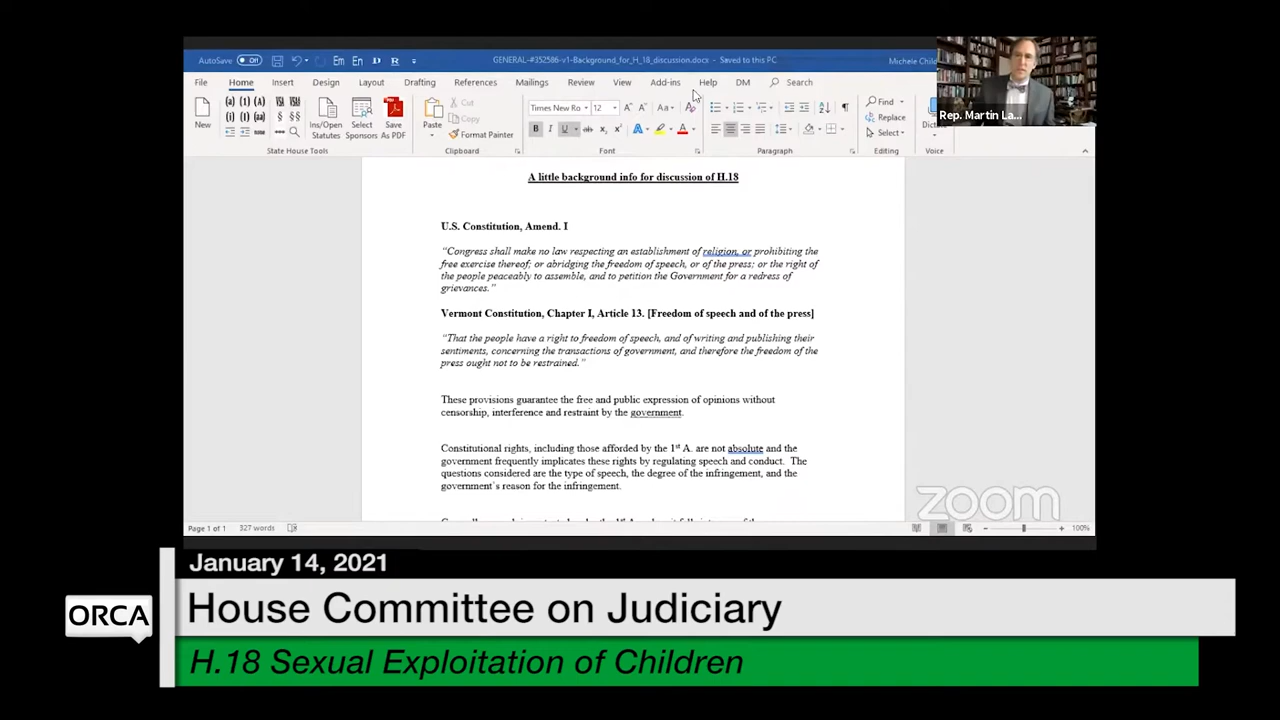 AutoSave Off
GENERAL-#352586-v1-Background_for_H_18_discussion.docx - Saved to this PC
Michele Chil
File Home Insert Design Layout Drafting References Mailings Review View Add-ins Help DM Search
Rep. Martin La...
New
Ins/Open Statutes
Select Sponsors
Save As PDF
Paste
Cut
Copy
Format Painter
Times New Ro
12
Find
Replace
Select
Dict
State House Tools Clipboard Font Paragraph Editing Voice
A little background info for discussion of H.18
U.S. Constitution, Amend. I
“Congress shall make no law respecting an establishment of religion, or prohibiting the
free exercise thereof; or abridging the freedom of speech, or of the press; or the right of
the people peaceably to assemble, and to petition the Government for a redress of
grievances.”
Vermont Constitution, Chapter I, Article 13. [Freedom of speech and of the press]
“That the people have a right to freedom of speech, and of writing and publishing their
sentiments, concerning the transactions of government, and therefore the freedom of the
press ought not to be restrained.”
These provisions guarantee the free and public expression of opinions without
censorship, interference and restraint by the government.
Constitutional rights, including those afforded by the 1st A. are not absolute and the
government frequently implicates these rights by regulating speech and conduct. The
questions considered are the type of speech, the degree of the infringement, and the
government's reason for the infringement.
zoom
Page 1 of 1 327 words
100%
January 14, 2021
ORCA
House Committee on Judiciary
H.18 Sexual Exploitation of Children